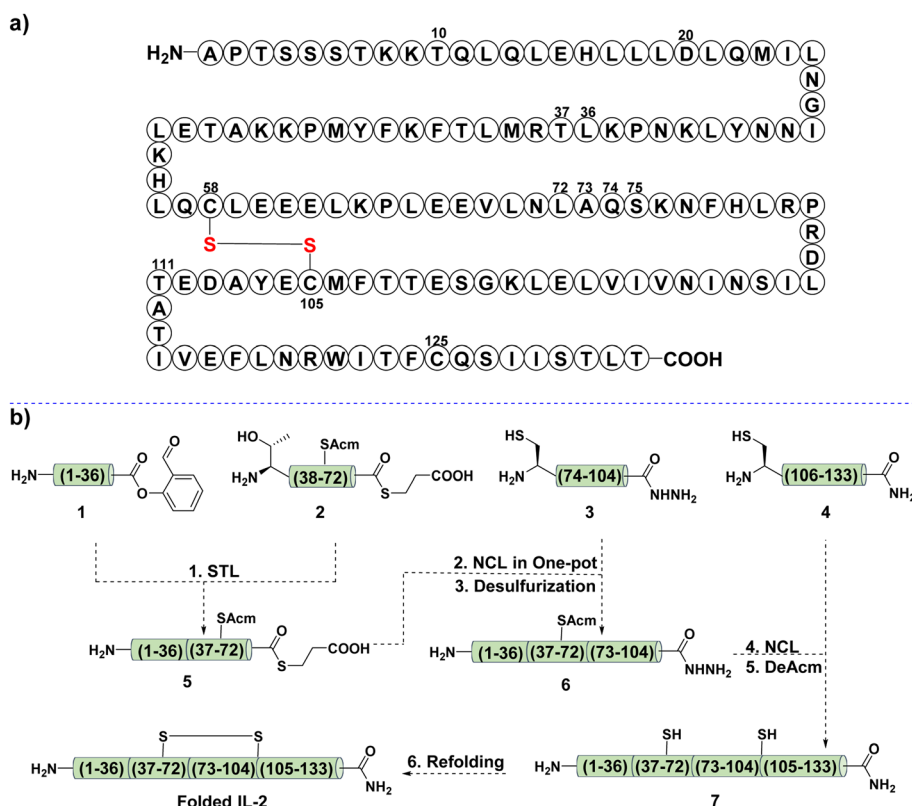 a)
10
20
H₂N A P T S S S T K K T Q L Q L E H L L L D L Q M I L
N
G
37 36
L E T A K K P M Y F K F T L M R T L K P N K L Y N N I
K
H
58 72 73 74 75
L Q C L E E E L K P L E E V L N L A Q S K N F H L R P
S S
R
D
111
T E D A Y E C M F T T E S G K L E L V I V N I N S I L
105
A
T
125
I V E F L N R W I T F C Q S I I S T L T COOH
b)
H₂N (1-36) O O O
1
HO H₂N SAcm (38-72) O S COOH
2
HS H₂N (74-104) O NHNH₂
3
HS H₂N (106-133) O NH₂
4
1. STL
2. NCL in One-pot
3. Desulfurization
H₂N (1-36) (37-72) SAcm O S COOH
5
H₂N (1-36) (37-72) (73-104) SAcm O NHNH₂
6
4. NCL
5. DeAcm
H₂N (1-36) (37-72) (73-104) (105-133) S S O NH₂
Folded IL-2
6. Refolding
H₂N (1-36) (37-72) (73-104) (105-133) SH SH O NH₂
7